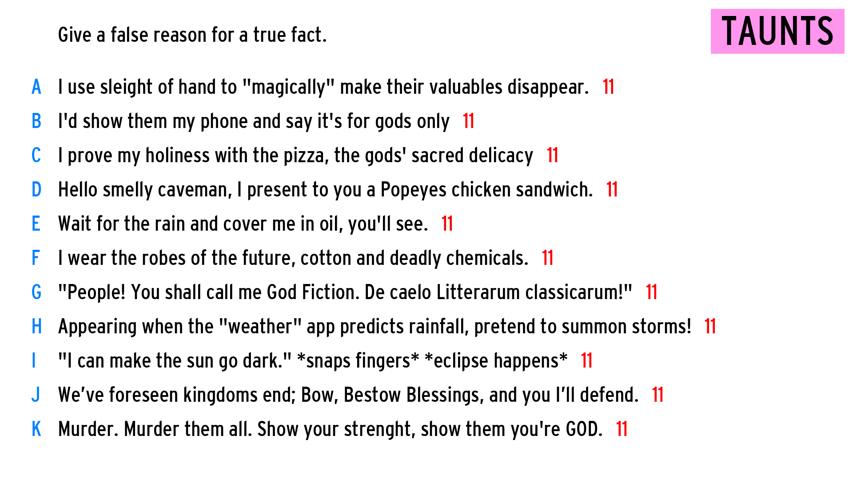 Give a false reason for a true fact.
TAUNTS
A I use sleight of hand to "magically" make their valuables disappear. 11
B I'd show them my phone and say it's for gods only 11
C I prove my holiness with the pizza, the gods' sacred delicacy 11
D Hello smelly caveman, I present to you a Popeyes chicken sandwich. 11
E Wait for the rain and cover me in oil, you'll see. 11
F I wear the robes of the future, cotton and deadly chemicals. 11
G "People! You shall call me God Fiction. De caelo Litterarum classicarum!" 11
H Appearing when the "weather" app predicts rainfall, pretend to summon storms! 11
I "I can make the sun go dark." *snaps fingers* *eclipse happens* 11
J We’ve foreseen kingdoms end; Bow, Bestow Blessings, and you I’ll defend. 11
K Murder. Murder them all. Show your strenght, show them you're GOD. 11